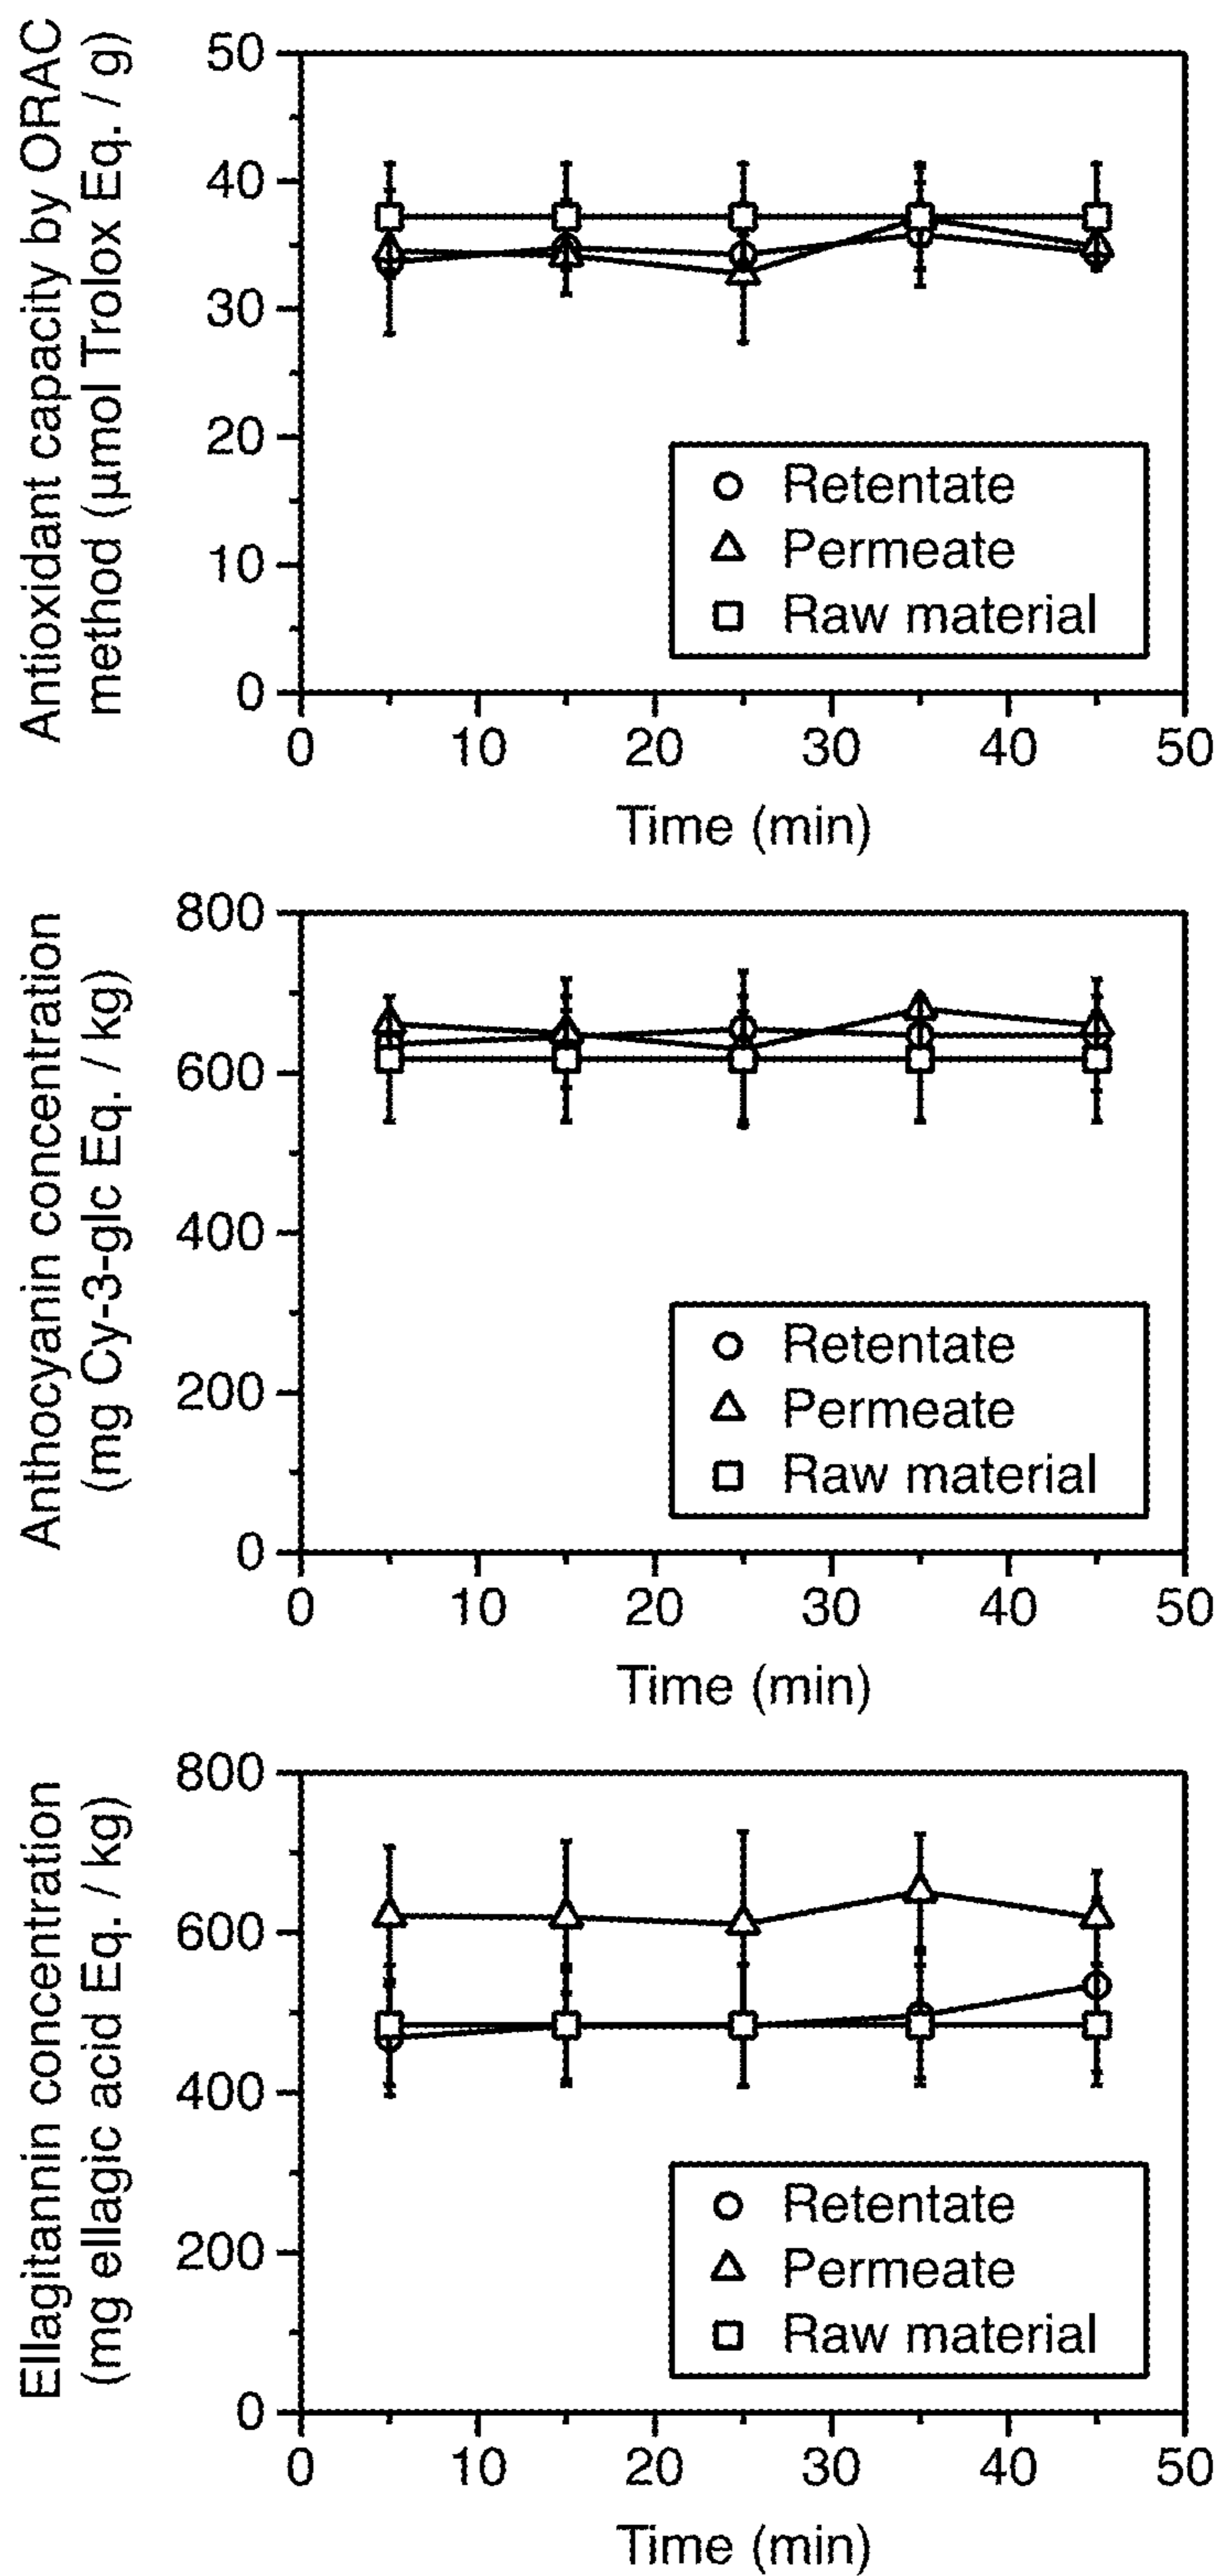 Antioxidant capacity by ORAC
method (μmol Trolox Eq. / g)
50
40
30
20
10
0
Retentate
Permeate
Raw material
0 10 20 30 40 50
Time (min)
Anthocyanin concentration
(mg Cy-3-glc Eq. / kg)
800
600
400
200
0
Retentate
Permeate
Raw material
0 10 20 30 40 50
Time (min)
Ellagitannin concentration
(mg ellagic acid Eq. / kg)
800
600
400
200
0
Retentate
Permeate
Raw material
0 10 20 30 40 50
Time (min)